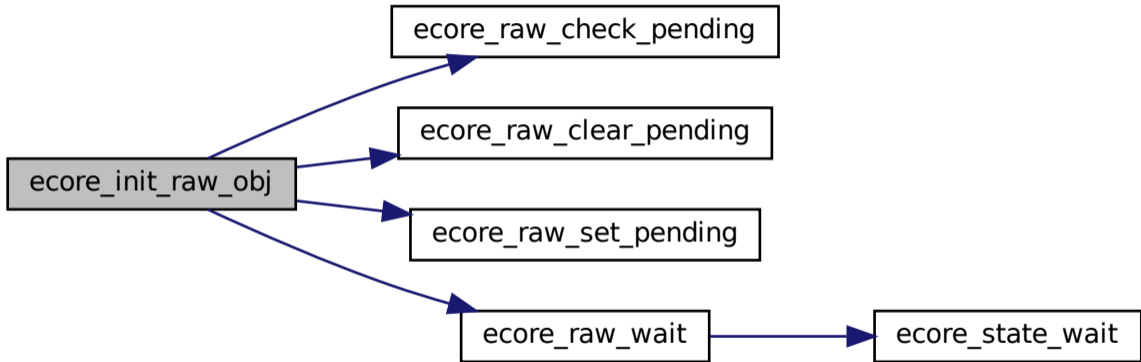 ecore_raw_check_pending
ecore_raw_clear_pending
ecore_init_raw_obj
ecore_raw_set_pending
ecore_raw_wait
ecore_state_wait